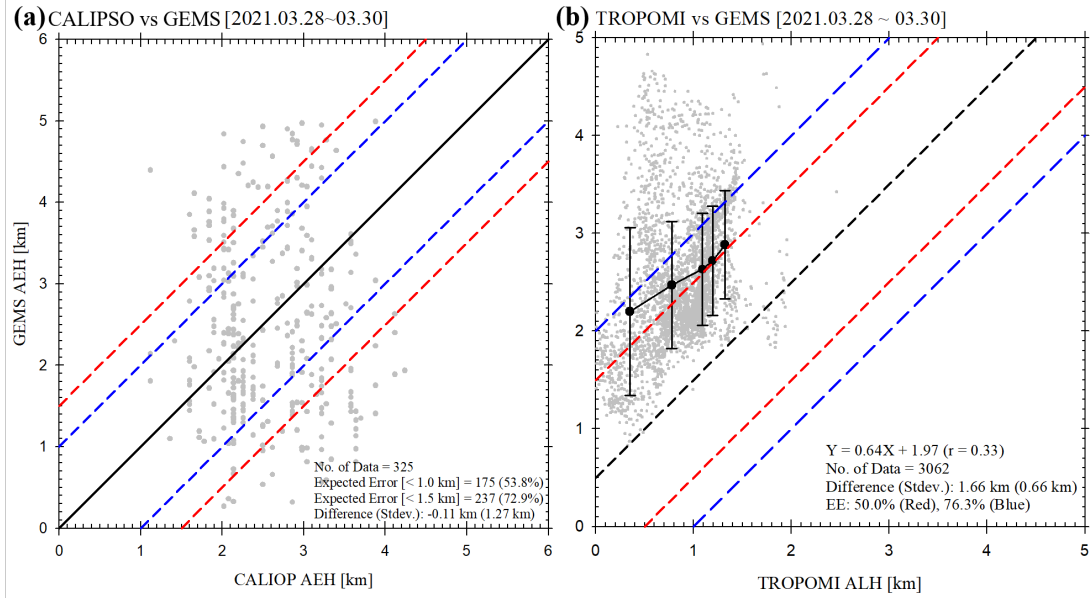 (a) CALIPSO vs GEMS [2021.03.28~03.30]
6
5
4
3
2
1
0
GEMS AEH [km]
No. of Data = 325
Expected Error [< 1.0 km] = 175 (53.8%)
Expected Error [< 1.5 km] = 237 (72.9%)
Difference (Stdev.): -0.11 km (1.27 km)
0 1 2 3 4 5 6
CALIOP AEH [km]
(b) TROPOMI vs GEMS [2021.03.28 ~ 03.30]
5
4
3
2
1
0
Y = 0.64X + 1.97 (r = 0.33)
No. of Data = 3062
Difference (Stdev.): 1.66 km (0.66 km)
EE: 50.0% (Red), 76.3% (Blue)
0 1 2 3 4 5
TROPOMI ALH [km]